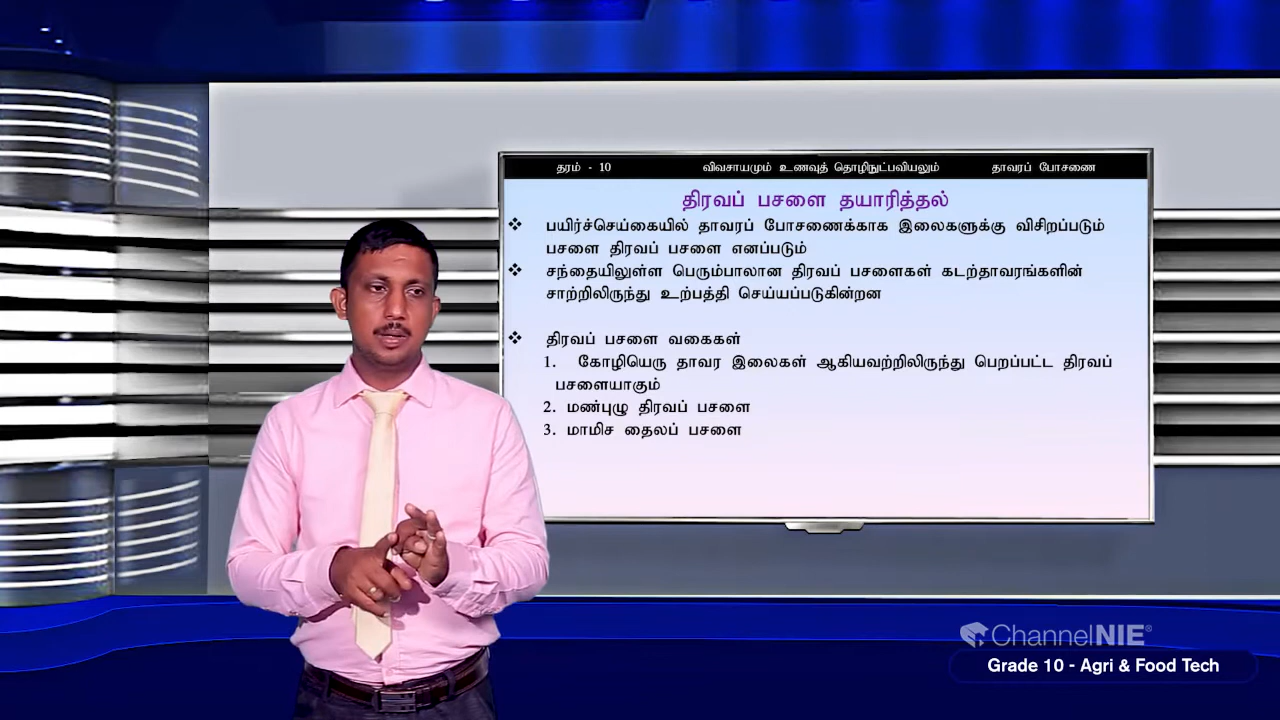 தரம் - 10 விவசாயமும் உணவுத் தொழிநுட்பவியலும் தாவரப் போசணை
திரவப் பசளை தயாரித்தல்
❖ பயிர்ச்செய்கையில் தாவரப் போசணைக்காக இலைகளுக்கு விசிறப்படும்
பசளை திரவப் பசளை எனப்படும்
❖ சந்தையிலுள்ள பெரும்பாலான திரவப் பசளைகள் கடற்தாவரங்களின்
சாற்றிலிருந்து உற்பத்தி செய்யப்படுகின்றன
❖ திரவப் பசளை வகைகள்
1. கோழியெரு தாவர இலைகள் ஆகியவற்றிலிருந்து பெறப்பட்ட திரவப்
பசளையாகும்
2. மண்புழு திரவப் பசளை
3. மாமிச தைலப் பசளை
ChannelNIE®
Grade 10 - Agri & Food Tech